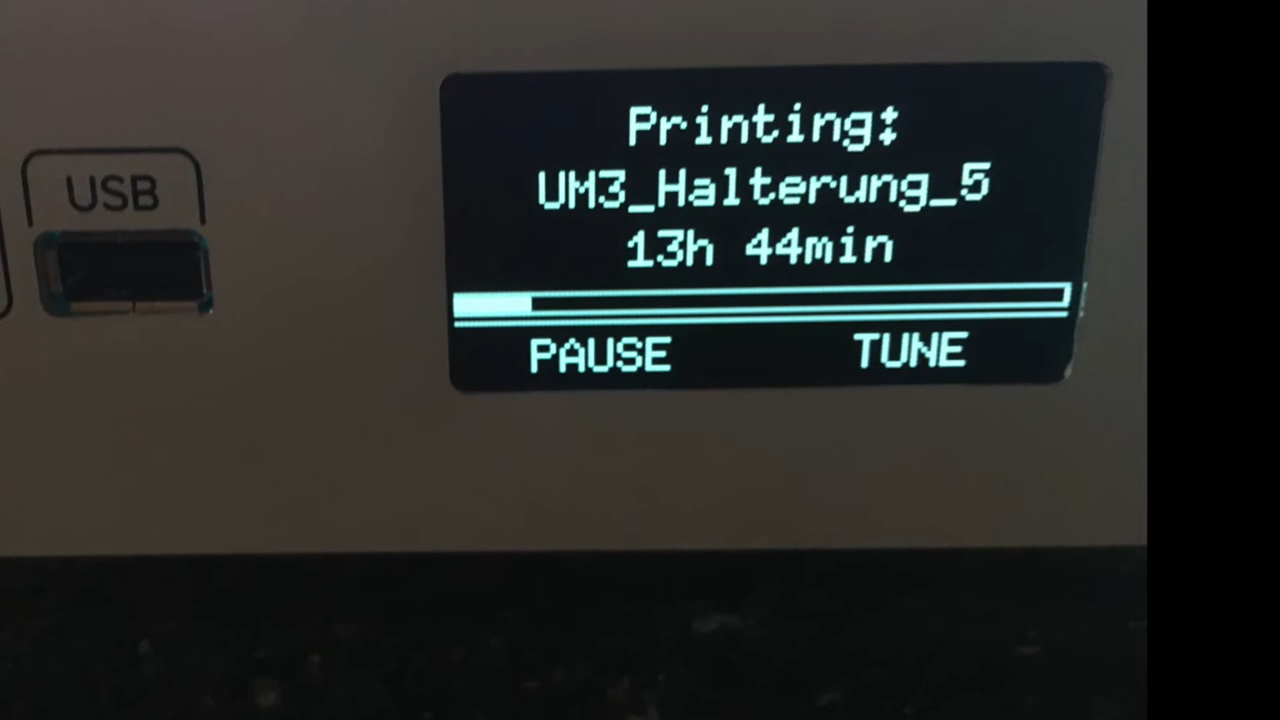 USB
Printing:
UM3_Halterung_5
13h 44min
PAUSE
TUNE